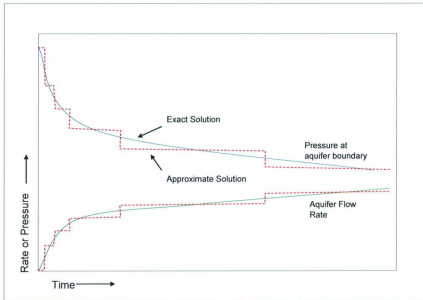 Exact Solution
Pressure at
aquifer boundary
Approximate Solution
Aquifer Flow
Rate
Rate or Pressure
Time